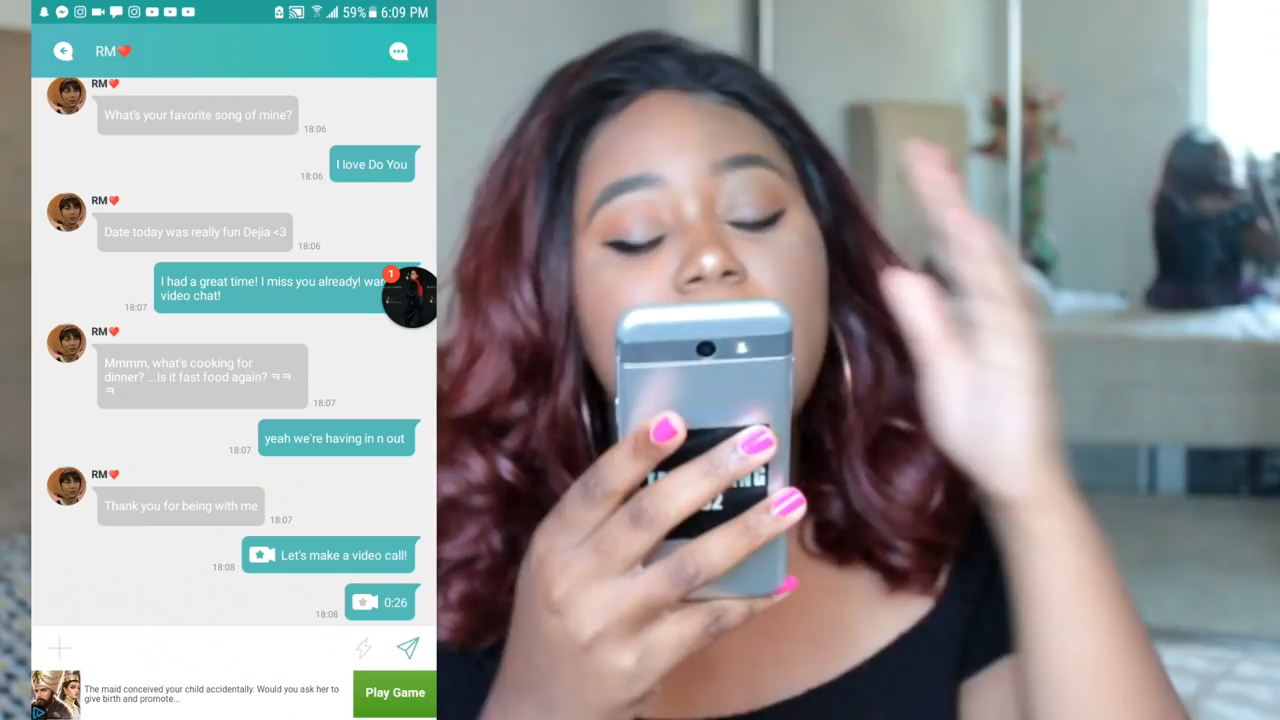 59% 6:09 PM
RM❤️
RM❤️
What's your favorite song of mine?
18:06
I love Do You
18:06
RM❤️
Date today was really fun Dejia <3
18:06
I had a great time! I miss you already!
video chat!
18:07
RM❤️
Mmmm, what's cooking for
dinner? ...Is it fast food again? ㅋㅋ
ㅋ
18:07
yeah we're having in n out
18:07
RM❤️
Thank you for being with me
18:07
Let's make a video call!
18:08
0:26
18:08
The maid conceived your child accidentally. Would you ask her to
give birth and promote...
Play Game
1